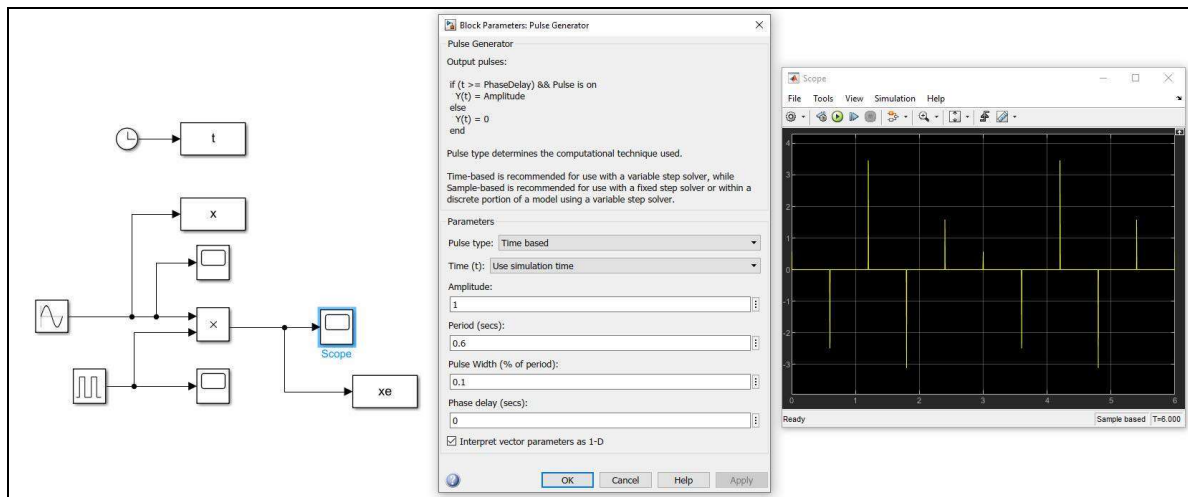 t
x
×
Scope
xe
Block Parameters: Pulse Generator
Pulse Generator
Output pulses:
if (t >= PhaseDelay) && Pulse is on
Y(t) = Amplitude
else
Y(t) = 0
end
Pulse type determines the computational technique used.
Time-based is recommended for use with a variable step solver, while
Sample-based is recommended for use with a fixed step solver or within a
discrete portion of a model using a variable step solver.
Parameters
Pulse type: Time based
Time (t): Use simulation time
Amplitude:
1
Period (secs):
0.6
Pulse Width (% of period):
0.1
Phase delay (secs):
0
Interpret vector parameters as 1-D
OK Cancel Help Apply
Scope
File Tools View Simulation Help
4
3
2
1
0
-1
-2
-3
0 1 2 3 4 5 6
Ready Sample based T=6.000